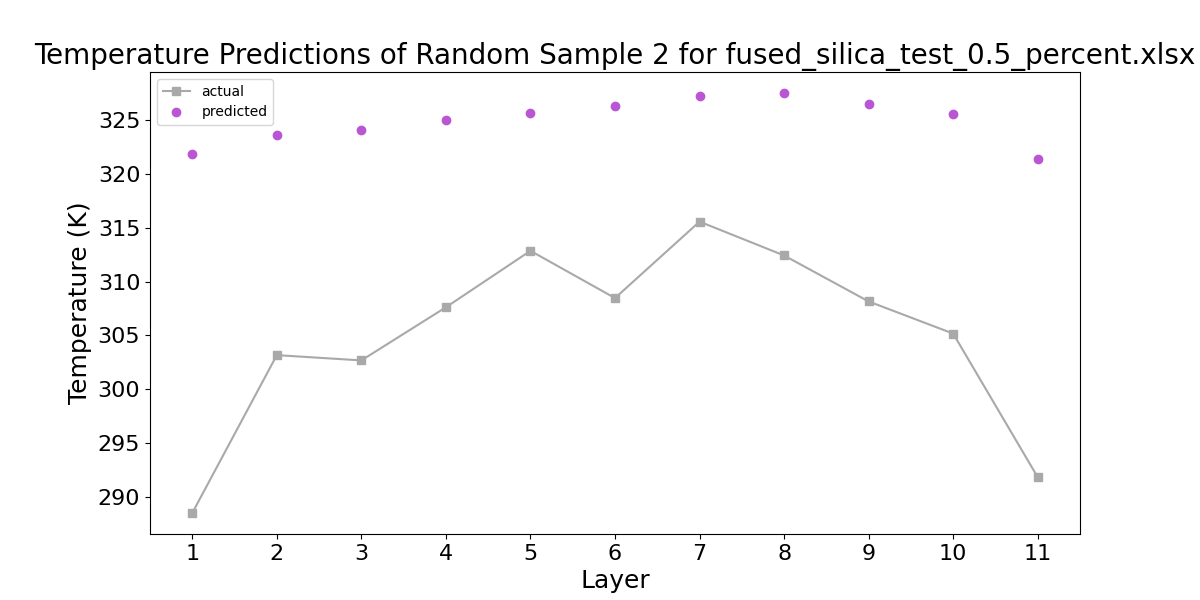 Temperature Predictions of Random Sample 2 for fused_silica_test_0.5_percent.xlsx
actual
predicted
325
320
315
310
305
300
295
290
Temperature (K)
1 2 3 4 5 6 7 8 9 10 11
Layer